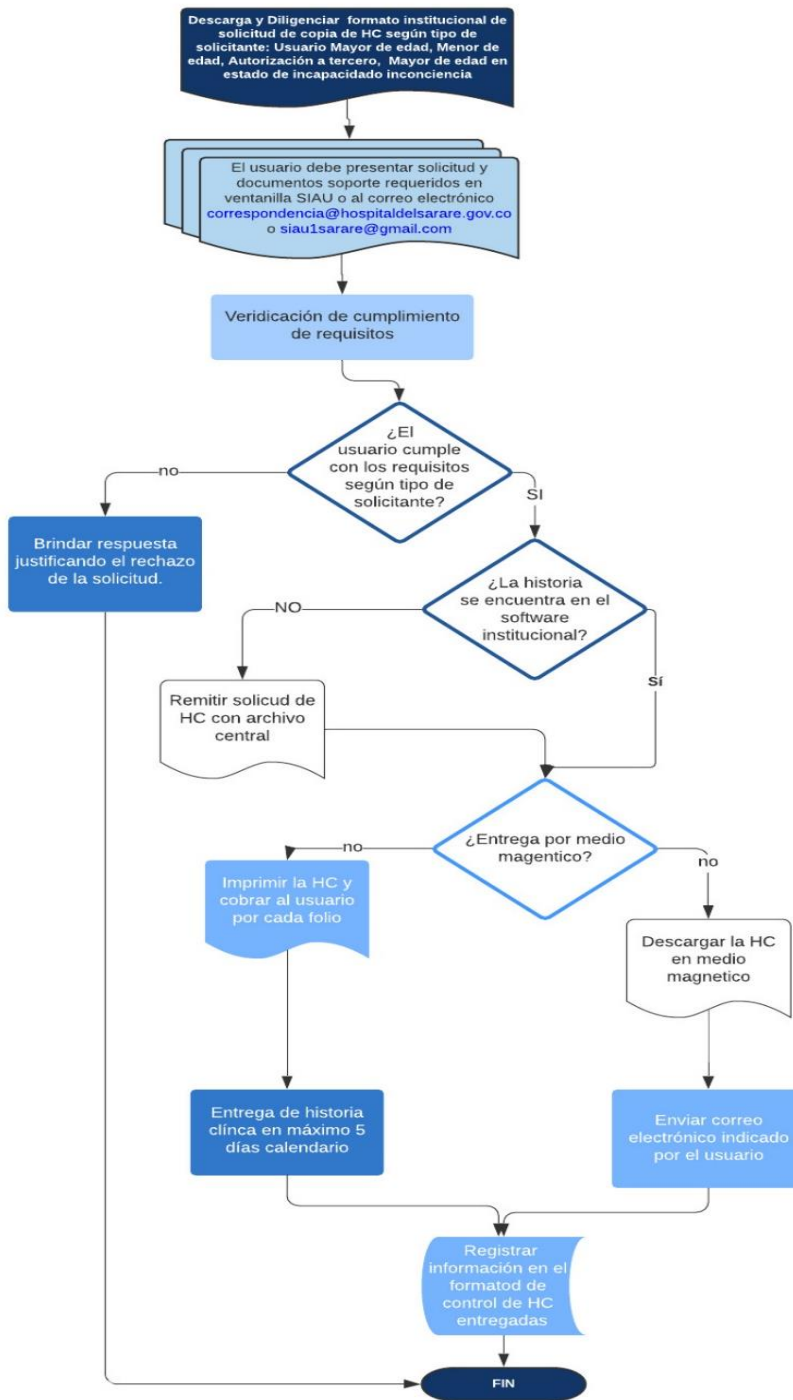 Descarga y Diligenciar formato institucional de
solicitud de copia de HC según tipo de
solicitante: Usuario Mayor de edad, Menor de
edad, Autorización a tercero, Mayor de edad en
estado de incapacidado inconciencia
El usuario debe presentar solicitud y
documentos soporte requeridos en
ventanilla SIAU o al correo electrónico
correspondencia@hospitaldelsarare.gov.co
o siau1sarare@gmail.com
Veridicación de cumplimiento
de requisitos
¿El
usuario cumple
con los requisitos
según tipo de
solicitante?
no
SI
Brindar respuesta
justificando el rechazo
de la solicitud.
¿La historia
se encuentra en el
software
institucional?
NO
Sí
Remitir solicud de
HC con archivo
central
¿Entrega por medio
magentico?
no
no
Imprimir la HC y
cobrar al usuario
por cada folio
Descargar la HC
en medio
magnetico
Entrega de historia
clínca en máximo 5
días calendario
Enviar correo
electrónico indicado
por el usuario
Registrar
información en el
formatod de
control de HC
entregadas
FIN